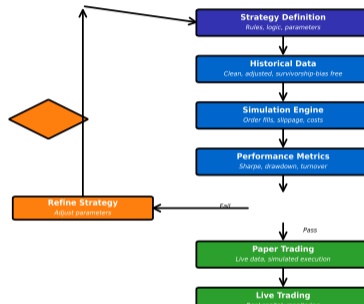 Strategy Definition
Rules, logic, parameters
Historical Data
Clean, adjusted, survivorship-bias free
Simulation Engine
Order fills, slippage, costs
Performance Metrics
Sharpe, drawdown, turnover
Refine Strategy
Adjust parameters
Fail
Pass
Paper Trading
Live data, simulated execution
Live Trading